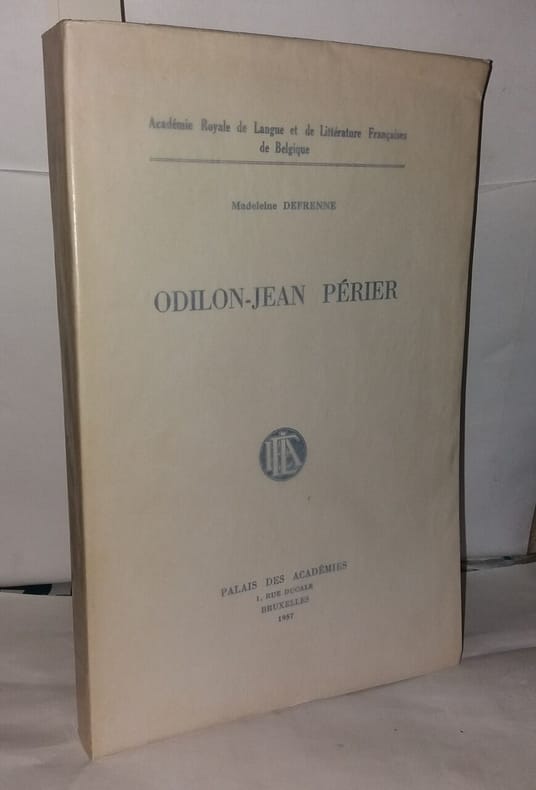 Académie Royale de Langue et de Littérature Françaises
de Belgique
Madeleine DEFRENNE
ODILON-JEAN PÉRIER
PALAIS DES ACADÉMIES
1, RUE DUCALE
BRUXELLES
1957